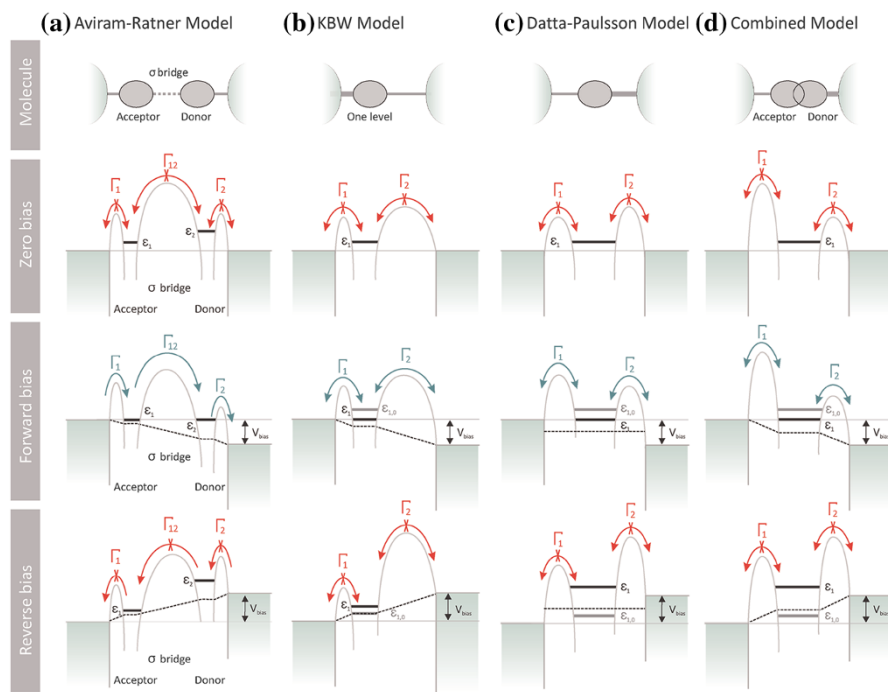 (a) Aviram-Ratner Model
(b) KBW Model
(c) Datta-Paulsson Model
(d) Combined Model
Molecule
σ bridge
Acceptor
Donor
One level
Acceptor
Donor
Zero bias
Γ1
Γ12
Γ2
ε1
ε2
σ bridge
Acceptor
Donor
Γ1
Γ2
ε1
Γ1
Γ2
ε1
Γ1
Γ2
ε1
Forward bias
Γ1
Γ12
Γ2
ε1
ε2
Vbias
σ bridge
Acceptor
Donor
Γ1
Γ2
ε1
ε1,0
Vbias
Γ1
Γ2
ε1,0
ε1
Vbias
Γ1
Γ2
ε1,0
ε1
Vbias
Reverse bias
Γ1
Γ12
Γ2
ε2
ε1
Vbias
σ bridge
Acceptor
Donor
Γ1
Γ2
ε1
ε1,0
Vbias
Γ1
Γ2
ε1
ε1,0
Vbias
Γ1
Γ2
ε1
ε1,0
Vbias